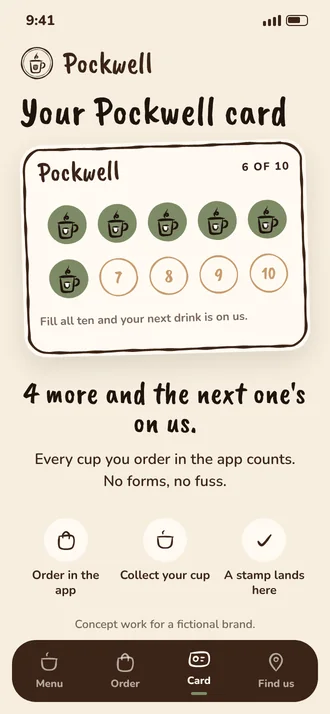 9:41
Pockwell
Your Pockwell card
Pockwell
6 OF 10
7 8 9 10
Fill all ten and your next drink is on us.
4 more and the next one's
on us.
Every cup you order in the app counts.
No forms, no fuss.
Order in the
app
Collect your cup
A stamp lands
here
Concept work for a fictional brand.
Menu
Order
Card
Find us